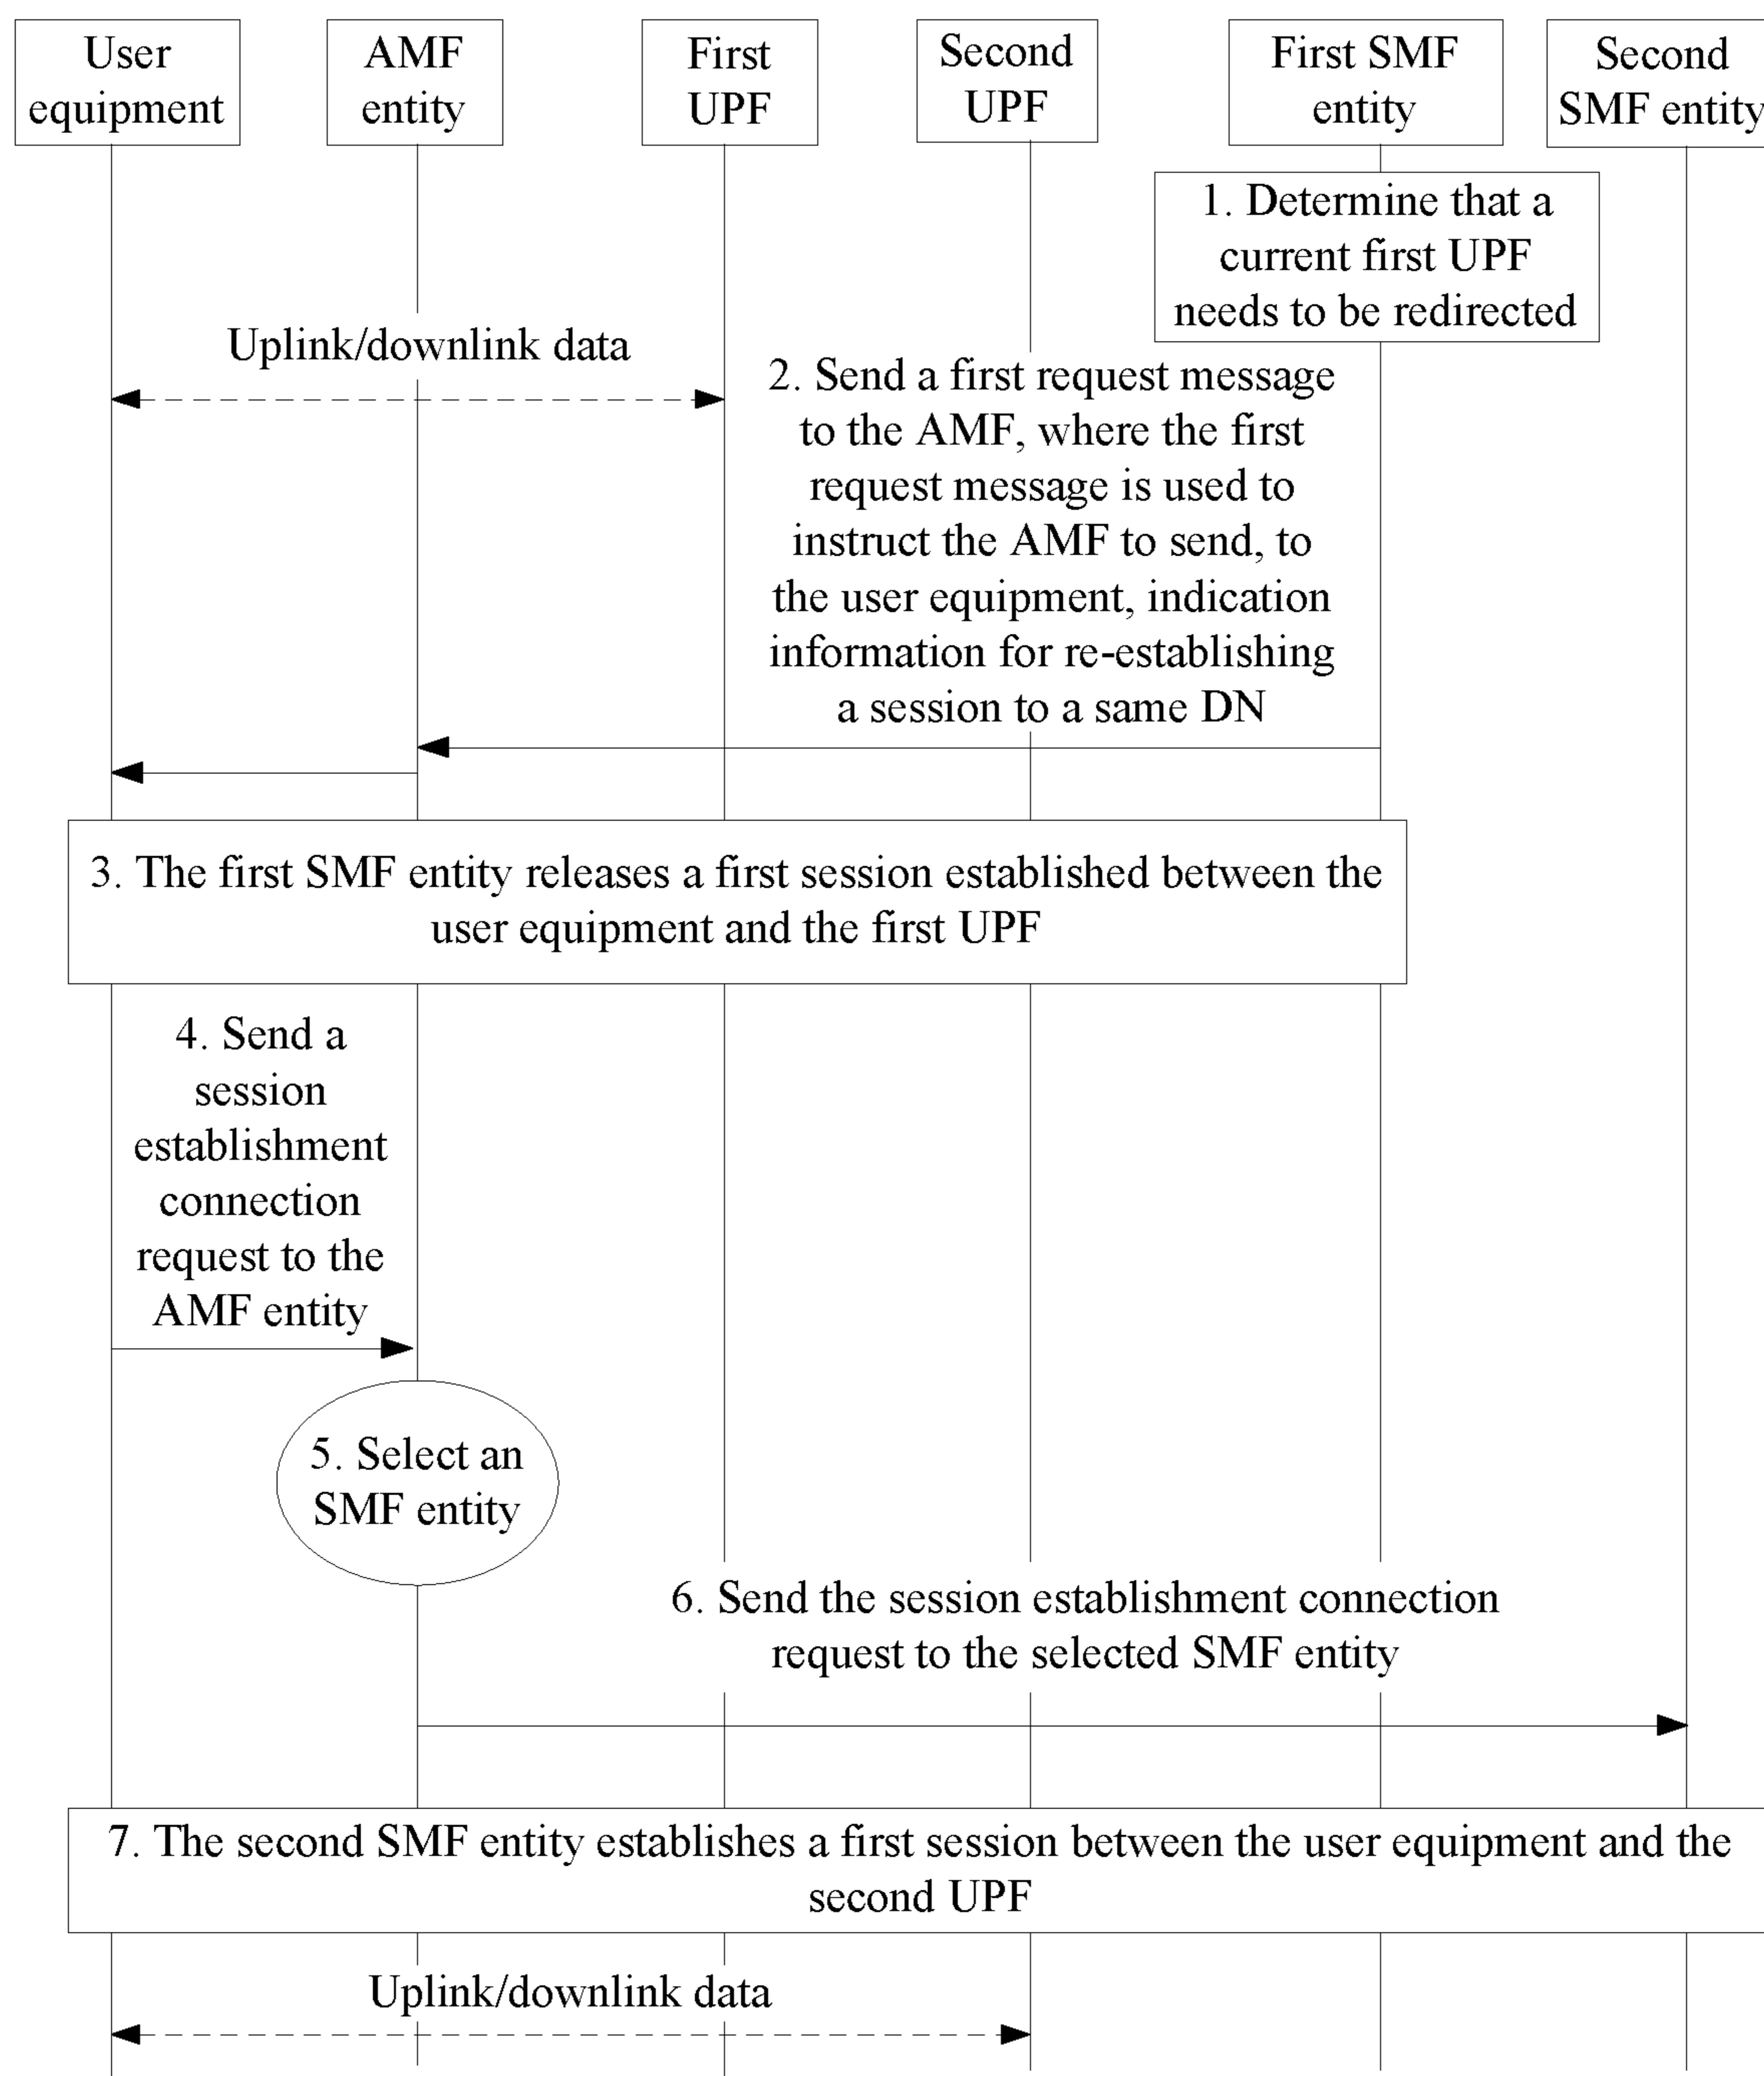 User
equipment
AMF
entity
First
UPF
Second
UPF
First SMF
entity
Second
SMF entity
1. Determine that a
current first UPF
needs to be redirected
Uplink/downlink data
2. Send a first request message
to the AMF, where the first
request message is used to
instruct the AMF to send, to
the user equipment, indication
information for re-establishing
a session to a same DN
3. The first SMF entity releases a first session established between the
user equipment and the first UPF
4. Send a
session
establishment
connection
request to the
AMF entity
5. Select an
SMF entity
6. Send the session establishment connection
request to the selected SMF entity
7. The second SMF entity establishes a first session between the user equipment and the
second UPF
Uplink/downlink data